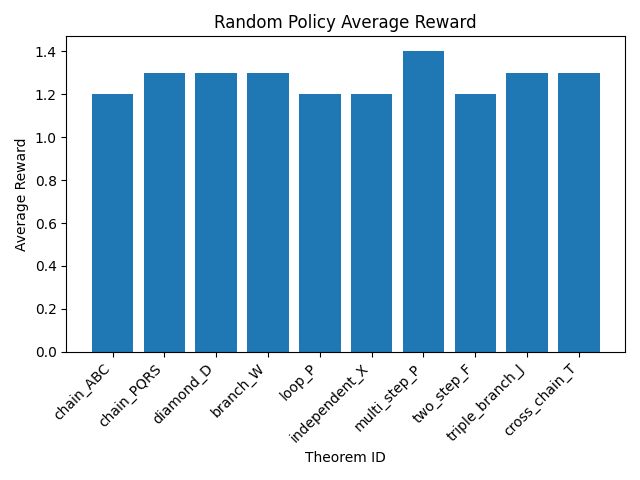 Random Policy Average Reward
Average Reward
1.4
1.2
1.0
0.8
0.6
0.4
0.2
0.0
chain_ABC
chain_PQRS
diamond_D
branch_W
loop_P
independent_X
multi_step_P
two_step_F
triple_branch_J
cross_chain_T
Theorem ID